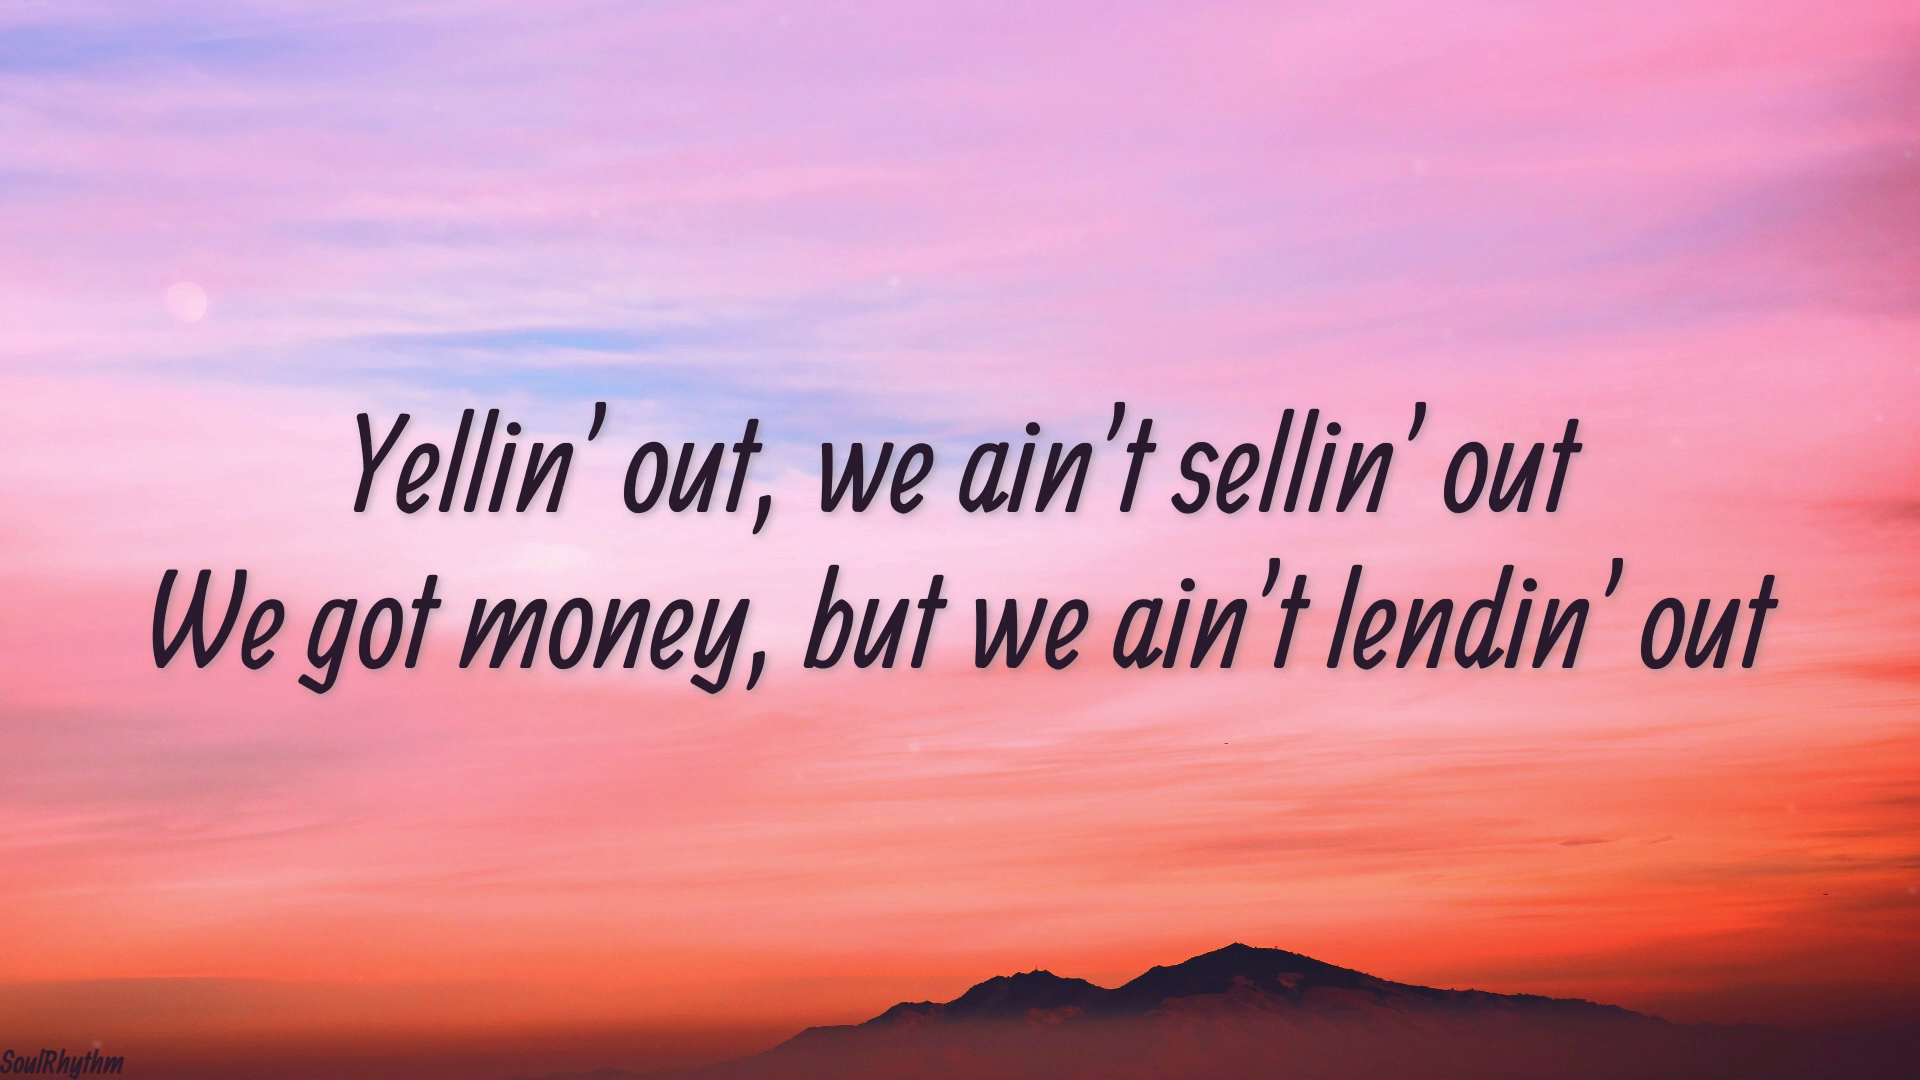 Yellin’ out, we ain’t sellin’ out
We got money, but we ain’t lendin’ out
SoulRhythm